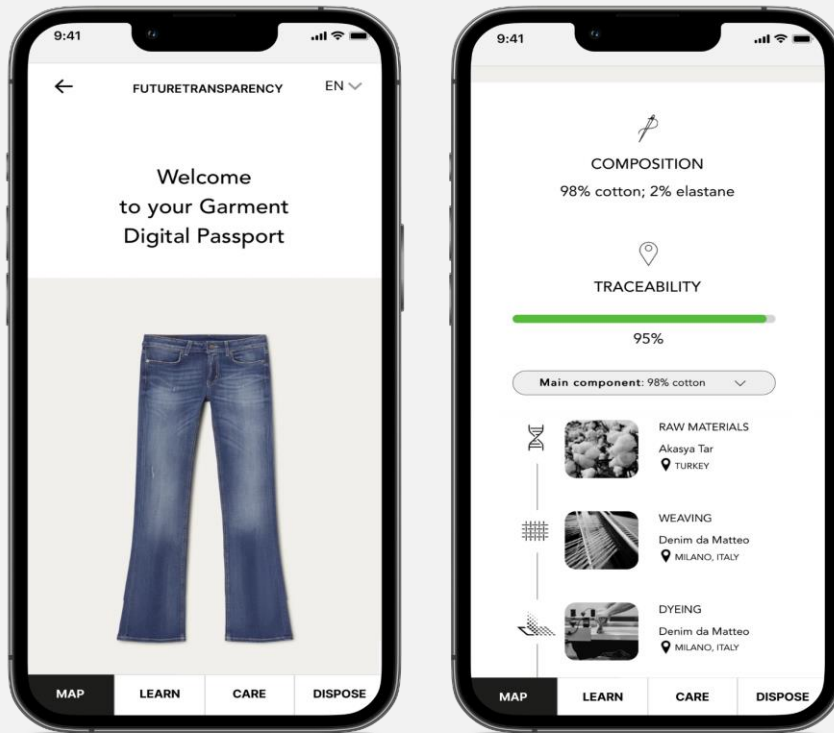 9:41
FUTURETRANSPARENCY EN
Welcome
to your Garment
Digital Passport
MAP LEARN CARE DISPOSE
9:41
COMPOSITION
98% cotton; 2% elastane
TRACEABILITY
95%
Main component: 98% cotton
RAW MATERIALS
Akasya Tar
TURKEY
WEAVING
Denim da Matteo
MILANO, ITALY
DYEING
Denim da Matteo
MILANO, ITALY
MAP LEARN CARE DISPOSE